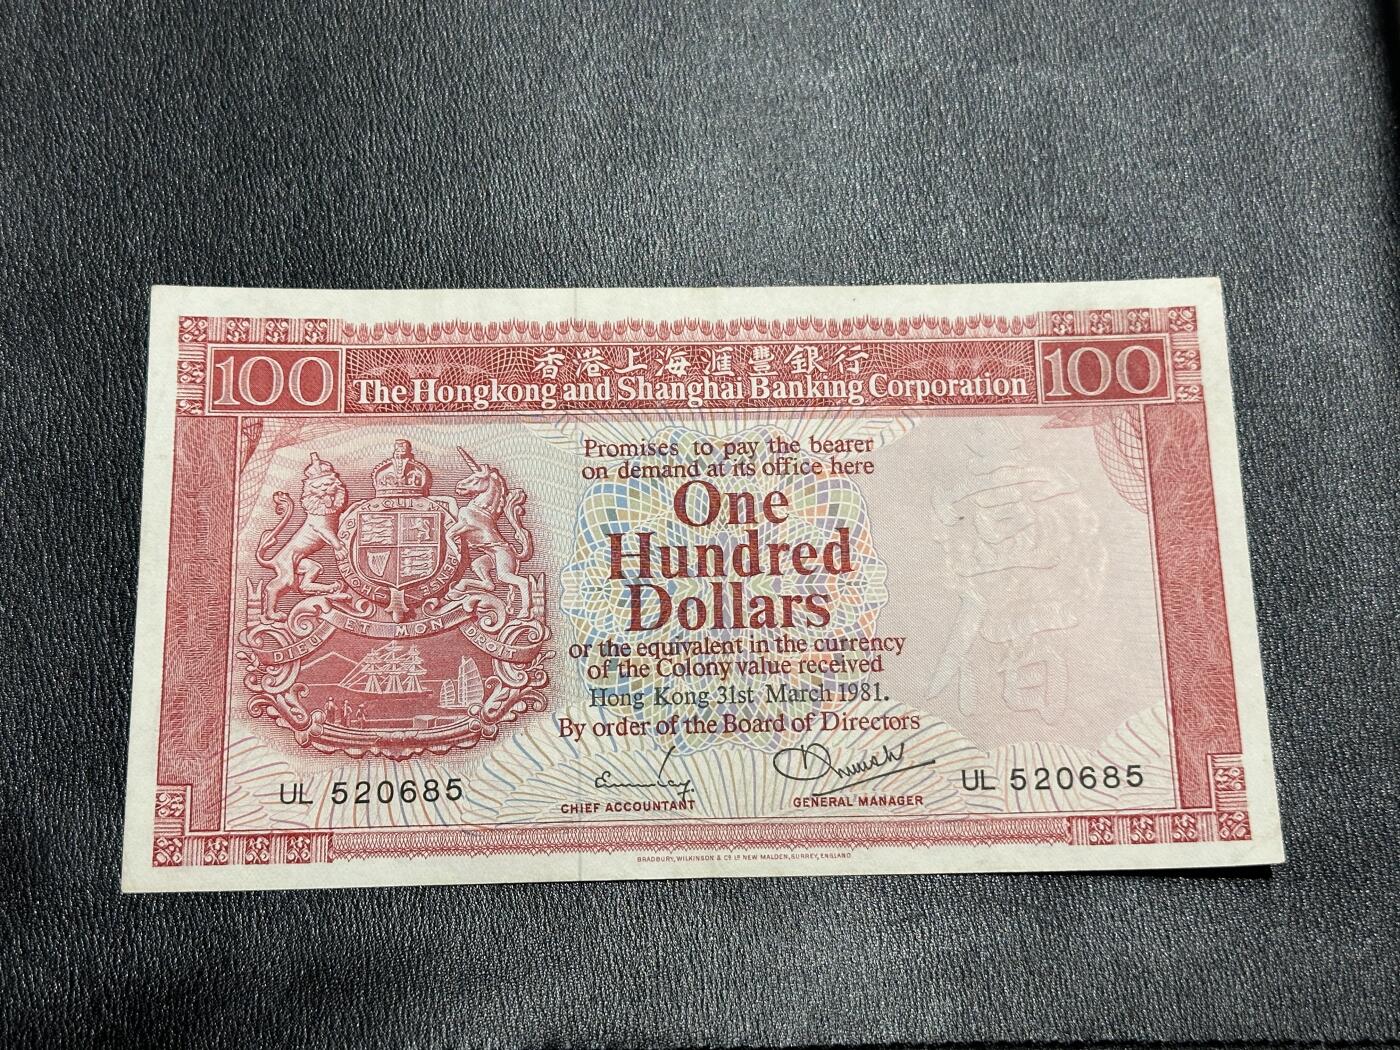 香港上海滙豐銀行
100 The Hongkong and Shanghai Banking Corporation 100
Promises to pay the bearer
on demand at its office here
One
Hundred
Dollars
壹佰
or the equivalent in the currency
of the Colony value received
Hong Kong 31st March 1981.
By order of the Board of Directors
DIEU ET MON DROIT
UL 520685
CHIEF ACCOUNTANT
GENERAL MANAGER
UL 520685
BRADBURY, WILKINSON & Cº Lº NEW MALDEN, SURREY, ENGLAND